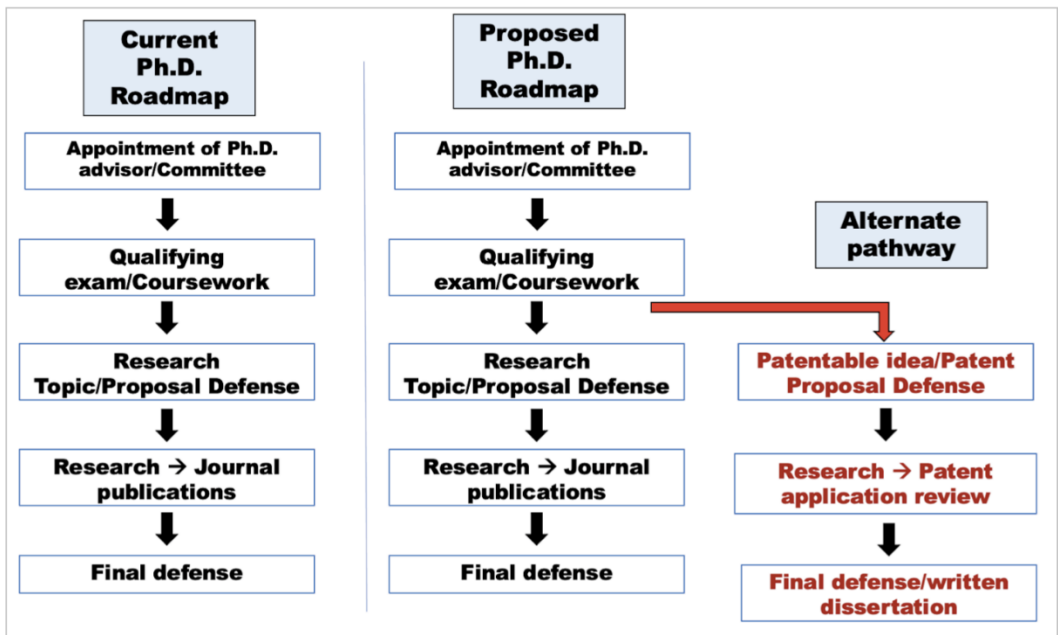 Current
Ph.D.
Roadmap
Appointment of Ph.D.
advisor/Committee
Qualifying
exam/Coursework
Research
Topic/Proposal Defense
Research → Journal
publications
Final defense
Proposed
Ph.D.
Roadmap
Appointment of Ph.D.
advisor/Committee
Qualifying
exam/Coursework
Research
Topic/Proposal Defense
Research → Journal
publications
Final defense
Alternate
pathway
Patentable idea/Patent
Proposal Defense
Research → Patent
application review
Final defense/written
dissertation